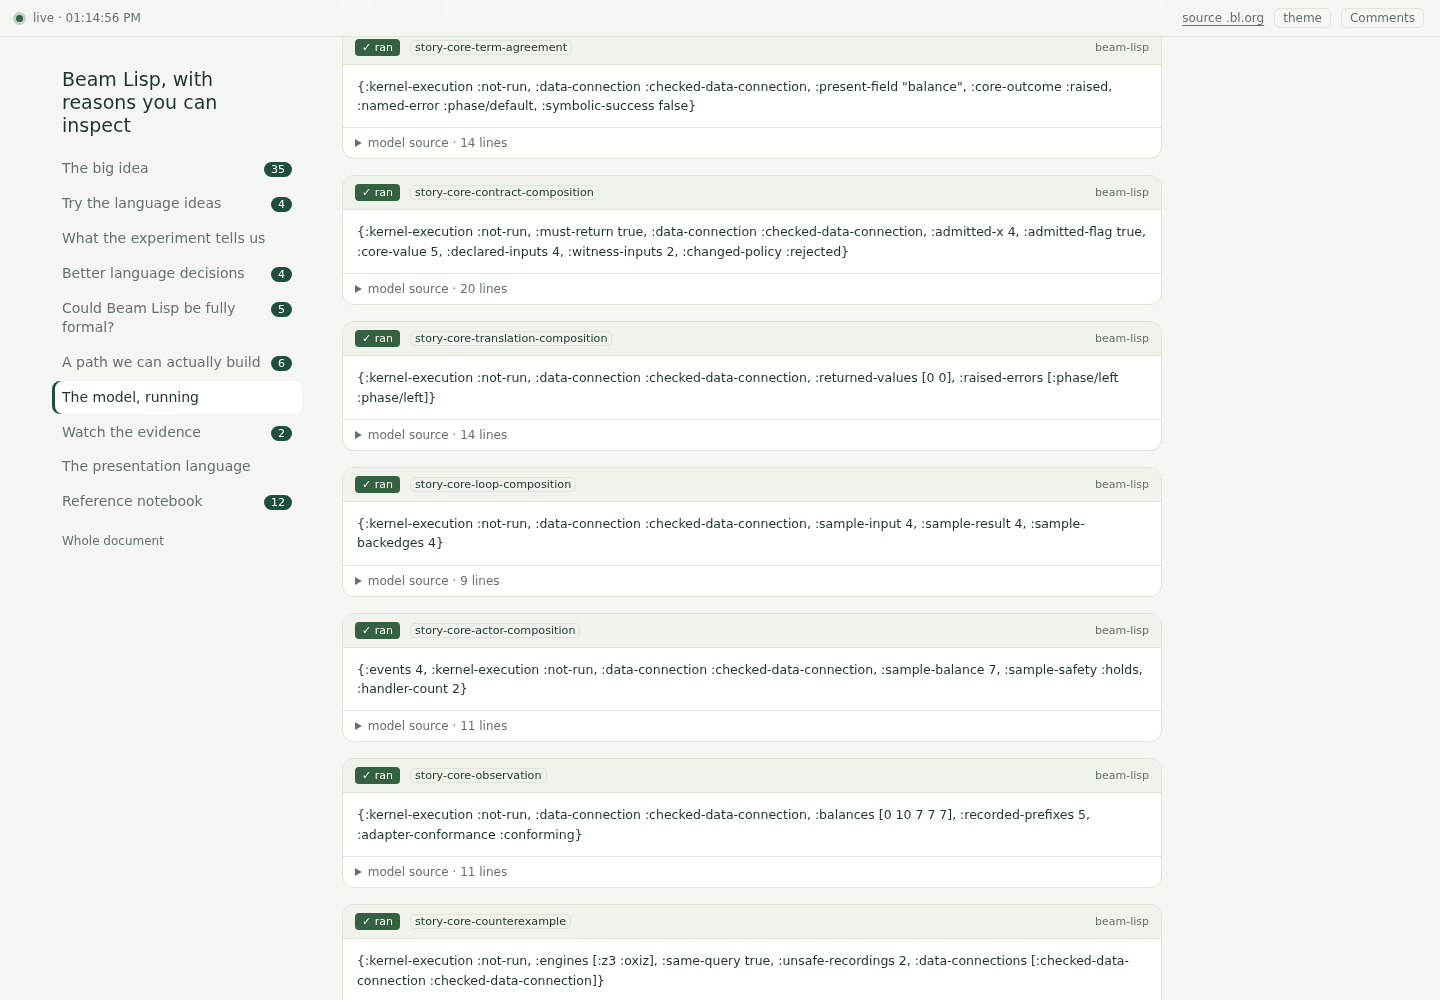 live · 01:14:56 PM
source .bl.org
theme
Comments
Beam Lisp, with
reasons you can
inspect
The big idea 35
Try the language ideas 4
What the experiment tells us
Better language decisions 4
Could Beam Lisp be fully
formal? 5
A path we can actually build 6
The model, running
Watch the evidence 2
The presentation language
Reference notebook 12
Whole document
✓ ran story-core-term-agreement beam-lisp
{:kernel-execution :not-run, :data-connection :checked-data-connection, :present-field "balance", :core-outcome :raised,
:named-error :phase/default, :symbolic-success false}
▶ model source · 14 lines
✓ ran story-core-contract-composition beam-lisp
{:kernel-execution :not-run, :must-return true, :data-connection :checked-data-connection, :admitted-x 4, :admitted-flag true,
:core-value 5, :declared-inputs 4, :witness-inputs 2, :changed-policy :rejected}
▶ model source · 20 lines
✓ ran story-core-translation-composition beam-lisp
{:kernel-execution :not-run, :data-connection :checked-data-connection, :returned-values [0 0], :raised-errors [:phase/left
:phase/left]}
▶ model source · 14 lines
✓ ran story-core-loop-composition beam-lisp
{:kernel-execution :not-run, :data-connection :checked-data-connection, :sample-input 4, :sample-result 4, :sample-
backedges 4}
▶ model source · 9 lines
✓ ran story-core-actor-composition beam-lisp
{:events 4, :kernel-execution :not-run, :data-connection :checked-data-connection, :sample-balance 7, :sample-safety :holds,
:handler-count 2}
▶ model source · 11 lines
✓ ran story-core-observation beam-lisp
{:kernel-execution :not-run, :data-connection :checked-data-connection, :balances [0 10 7 7 7], :recorded-prefixes 5,
:adapter-conformance :conforming}
▶ model source · 11 lines
✓ ran story-core-counterexample beam-lisp
{:kernel-execution :not-run, :engines [:z3 :oxiz], :same-query true, :unsafe-recordings 2, :data-connections [:checked-data-
connection :checked-data-connection]}